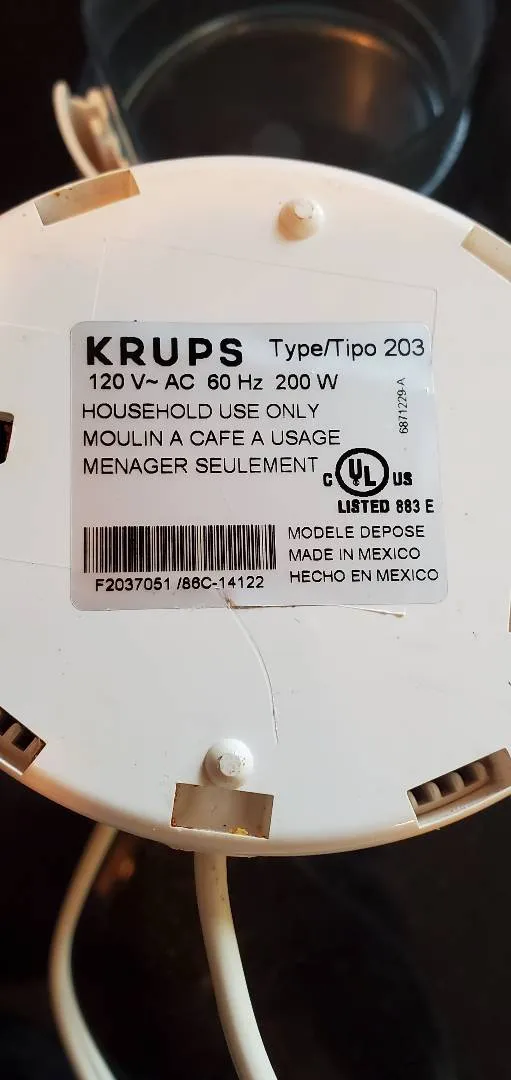 KRUPS Type/Tipo 203
120 V~ AC 60 Hz 200 W
HOUSEHOLD USE ONLY
MOULIN A CAFE A USAGE
MENAGER SEULEMENT
6871229-A
C UL US
LISTED 883 E
MODELE DEPOSE
MADE IN MEXICO
HECHO EN MEXICO
F2037051 /86C-14122